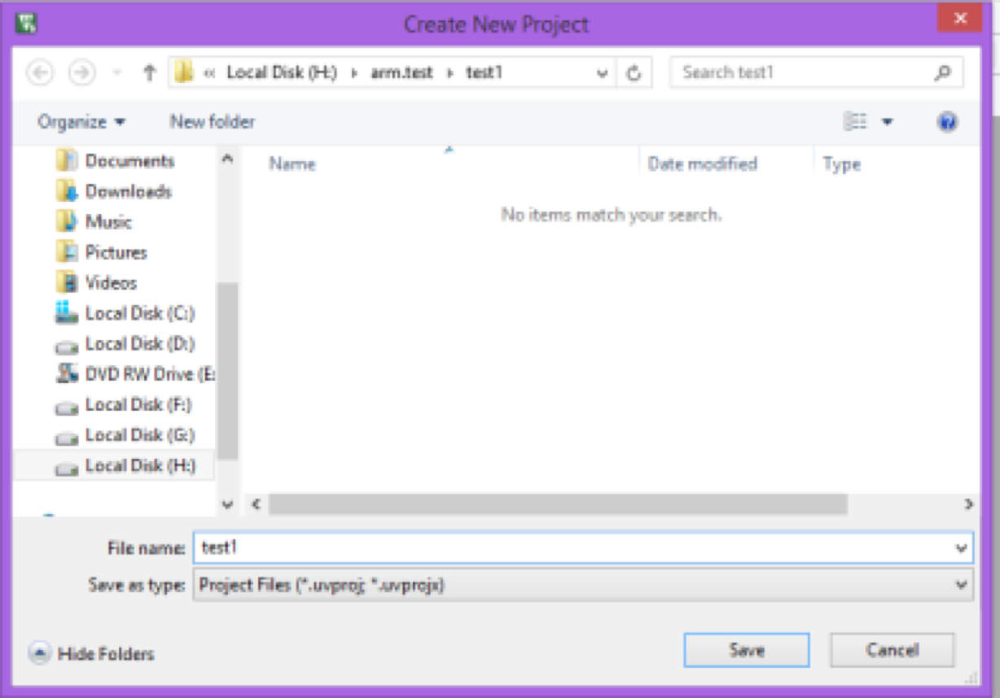 Create New Project
« Local Disk (H:) test1 arm.test
Search test1
Organize
New folder
Name
Date modified
Type
No items match your search.
Documents
Downloads
Music
Pictures
Videos
Local Disk (C:)
Local Disk (D:)
DVD RW Drive (E:
Local Disk (F:)
Local Disk (G:)
Local Disk (H:)
File name: test1
Save as type: Project Files (*.uvproj; *.uvprojx)
Hide Folders
Save
Cancel